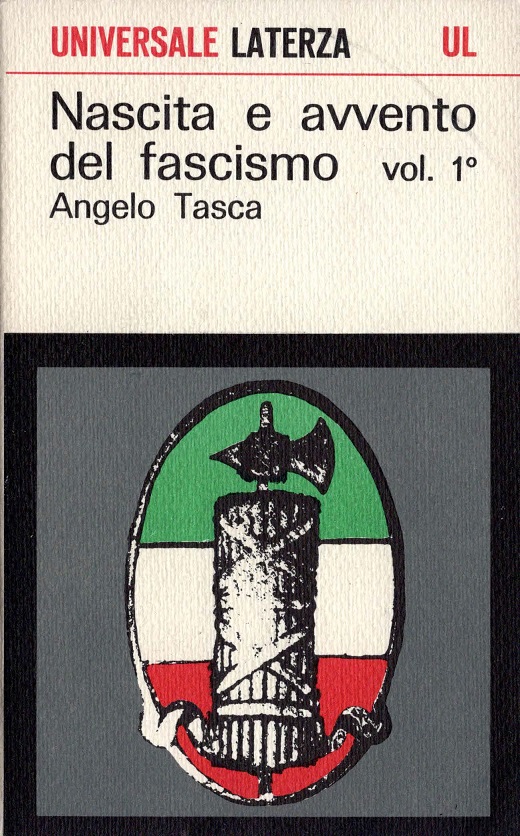 UNIVERSALE LATERZA UL
Nascita e avvento
del fascismo vol. 1°
Angelo Tasca